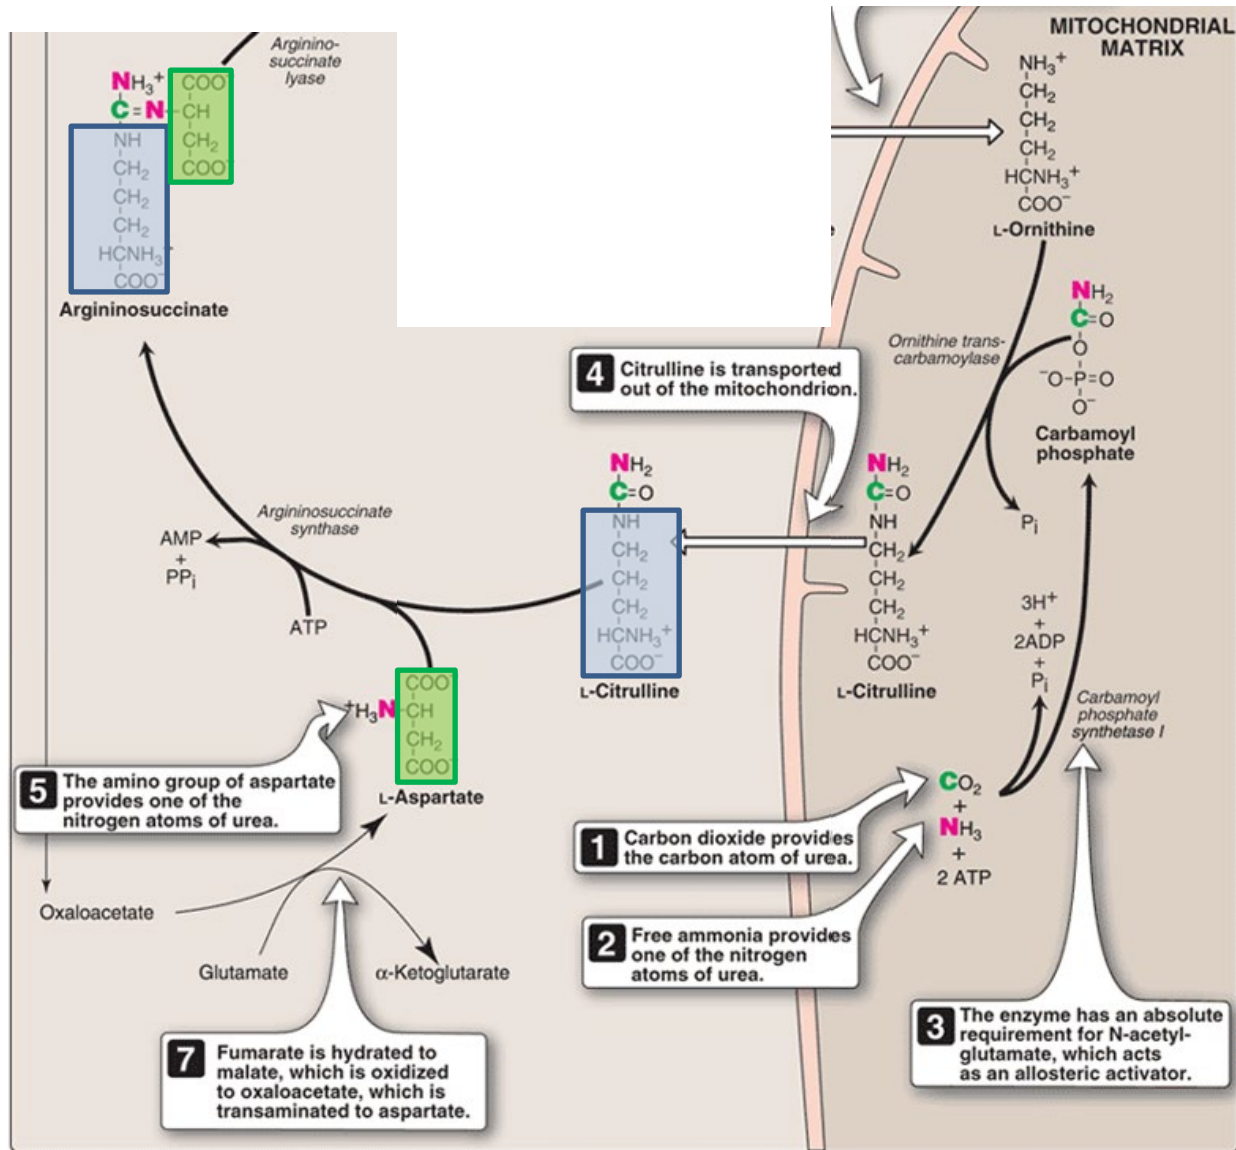 MITOCHONDRIAL
MATRIX
Arginino-
succinate
lyase
NH₃⁺
C=N
NH
CH₂
CH₂
CH₂
HCNH₃⁺
COO⁻
COO⁻
CH
CH₂
COO⁻
Argininosuccinate
NH₃⁺
CH₂
CH₂
CH₂
HCNH₃⁺
COO⁻
L-Ornithine
NH₂
C=O
O
⁻O-P=O
O⁻
Carbamoyl
phosphate
Ornithine trans-
carbamoylase
4 Citrulline is transported
out of the mitochondrion.
Pi
NH₂
C=O
NH
CH₂
CH₂
CH₂
HCNH₃⁺
COO⁻
L-Citrulline
NH₂
C=O
NH
CH₂
CH₂
CH₂
HCNH₃⁺
COO⁻
L-Citrulline
Argininosuccinate
synthase
AMP
+
PPi
ATP
COO⁻
⁺H₃N-CH
CH₂
COO⁻
L-Aspartate
5 The amino group of aspartate
provides one of the
nitrogen atoms of urea.
3H⁺
+
2ADP
+
Pi
Carbamoyl
phosphate
synthetase I
CO₂
+
NH₃
+
2 ATP
1 Carbon dioxide provides
the carbon atom of urea.
2 Free ammonia provides
one of the nitrogen
atoms of urea.
3 The enzyme has an absolute
requirement for N-acetyl-
glutamate, which acts
as an allosteric activator.
Oxaloacetate
Glutamate
α-Ketoglutarate
7 Fumarate is hydrated to
malate, which is oxidized
to oxaloacetate, which is
transaminated to aspartate.